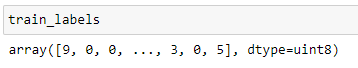 train_labels
array([9, 0, 0, ..., 3, 0, 5], dtype=uint8)